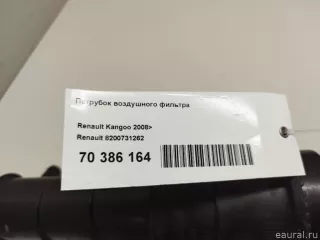 Патрубок воздушного фильтра
Renault Kangoo 2008>
Renault 8200731262
70 386 164
eaural.ru